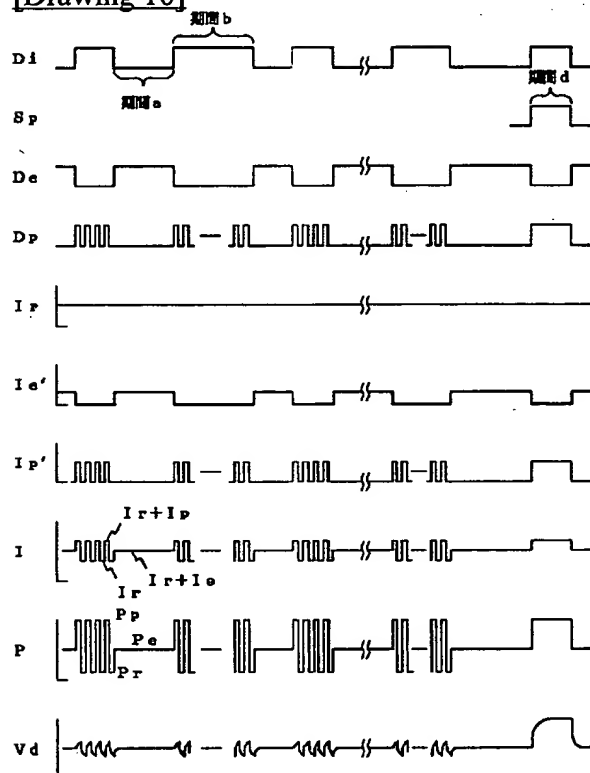 [Drawing 10]
期間b
Di
期間a
期間d
Sp
De
Dp
Ir
Ie'
Ip'
Ir+Ip
I
Ir+Ie
Ir
Pp
P
Pe
Pr
Vd